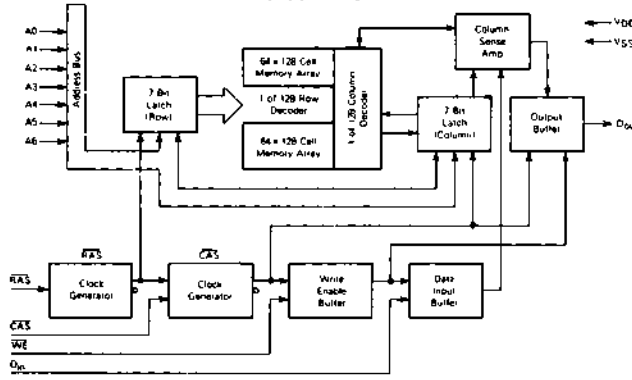 A0
A1
A2
A3
A4
A5
A6
Address Bus
7 Bit
Latch
(Row)
64 × 128 Cell
Memory Array
1 of 128 Row
Decoder
64 × 128 Cell
Memory Array
1 of 128 Column
Decoder
7 Bit
Latch
(Column)
Column
Sense
Amp
VDD
VSS
Output
Buffer
RAS
Clock
Generator
CAS
Clock
Generator
Write
Enable
Buffer
Data
Input
Buffer
RAS
CAS
WE